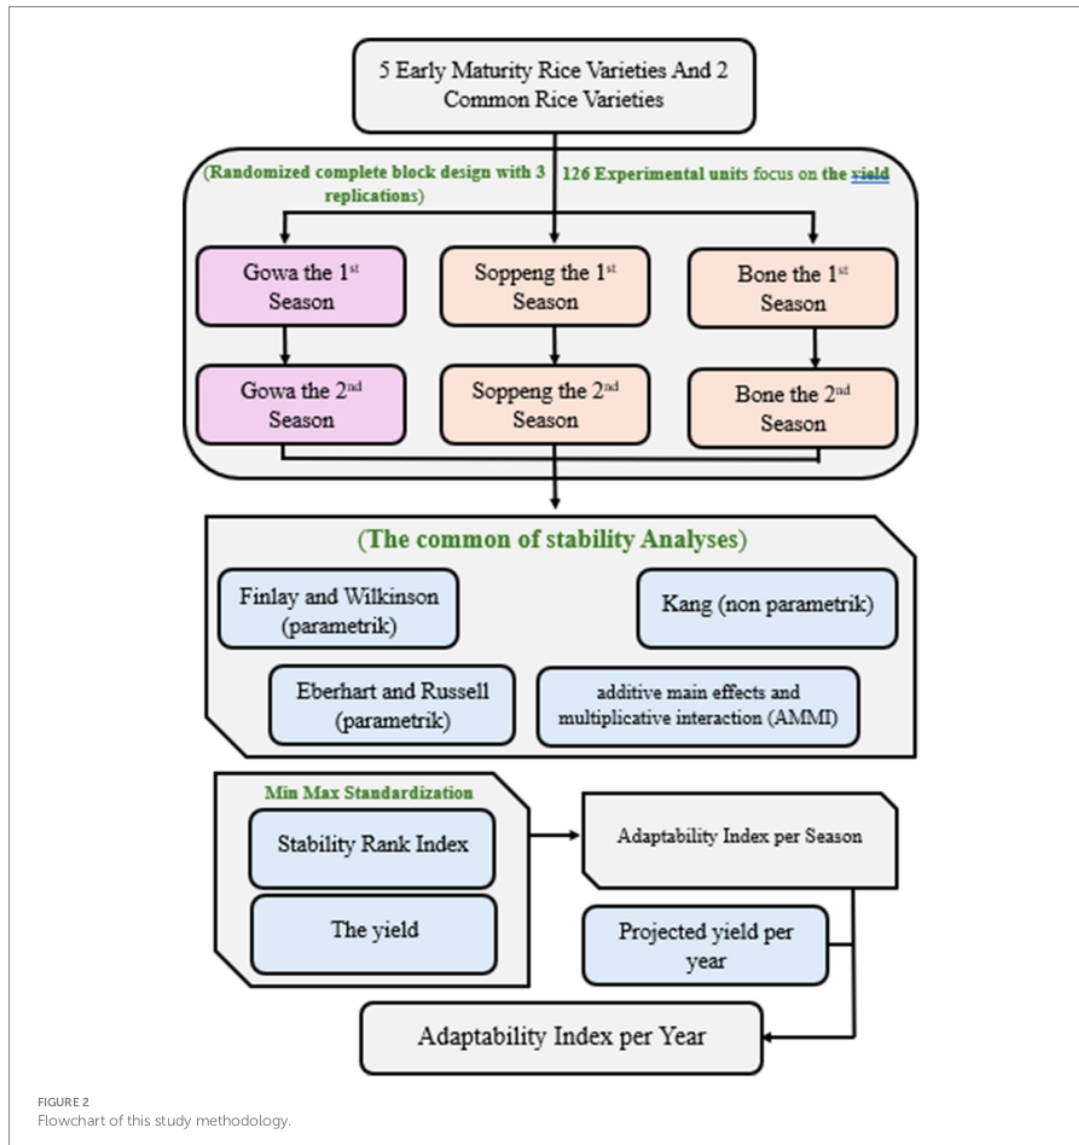 5 Early Maturity Rice Varieties And 2
Common Rice Varieties
(Randomized complete block design with 3
replications)
126 Experimental units focus on the yield
Gowa the 1st
Season
Soppeng the 1st
Season
Bone the 1st
Season
Gowa the 2nd
Season
Soppeng the 2nd
Season
Bone the 2nd
Season
(The common of stability Analyses)
Finlay and Wilkinson
(parametrik)
Kang (non parametrik)
Eberhart and Russell
(parametrik)
additive main effects and
multiplicative interaction (AMMI)
Min Max Standardization
Stability Rank Index
The yield
Adaptability Index per Season
Projected yield per
year
Adaptability Index per Year
FIGURE 2
Flowchart of this study methodology.